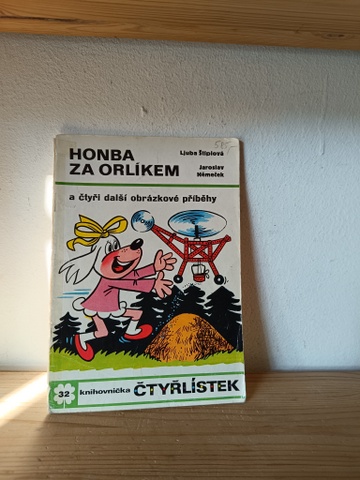 HONBA
ZA ORLÍKEM
Ljuba Štíplová
Jaroslav
Němeček
a čtyři další obrázkové příběhy
32 knihovnička ČTYŘLÍSTEK